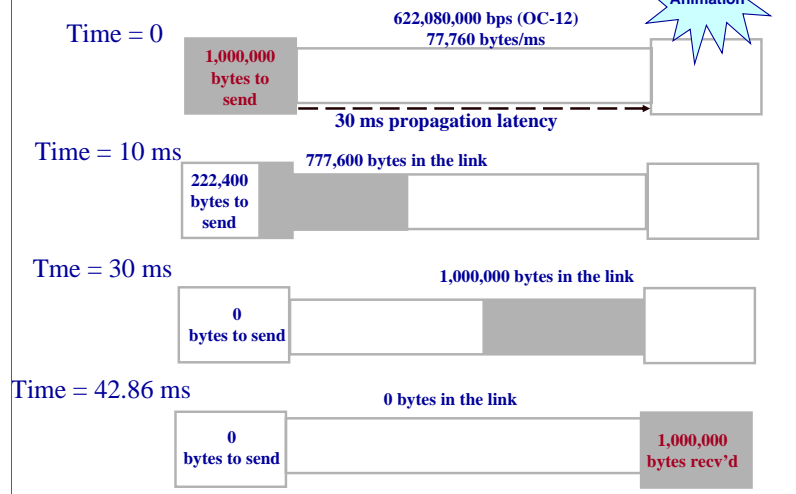 Animation
Time = 0
622,080,000 bps (OC-12)
77,760 bytes/ms
1,000,000
bytes to
send
30 ms propagation latency
Time = 10 ms
777,600 bytes in the link
222,400
bytes to
send
Tme = 30 ms
1,000,000 bytes in the link
0
bytes to send
Time = 42.86 ms
0 bytes in the link
0
bytes to send
1,000,000
bytes recv’d